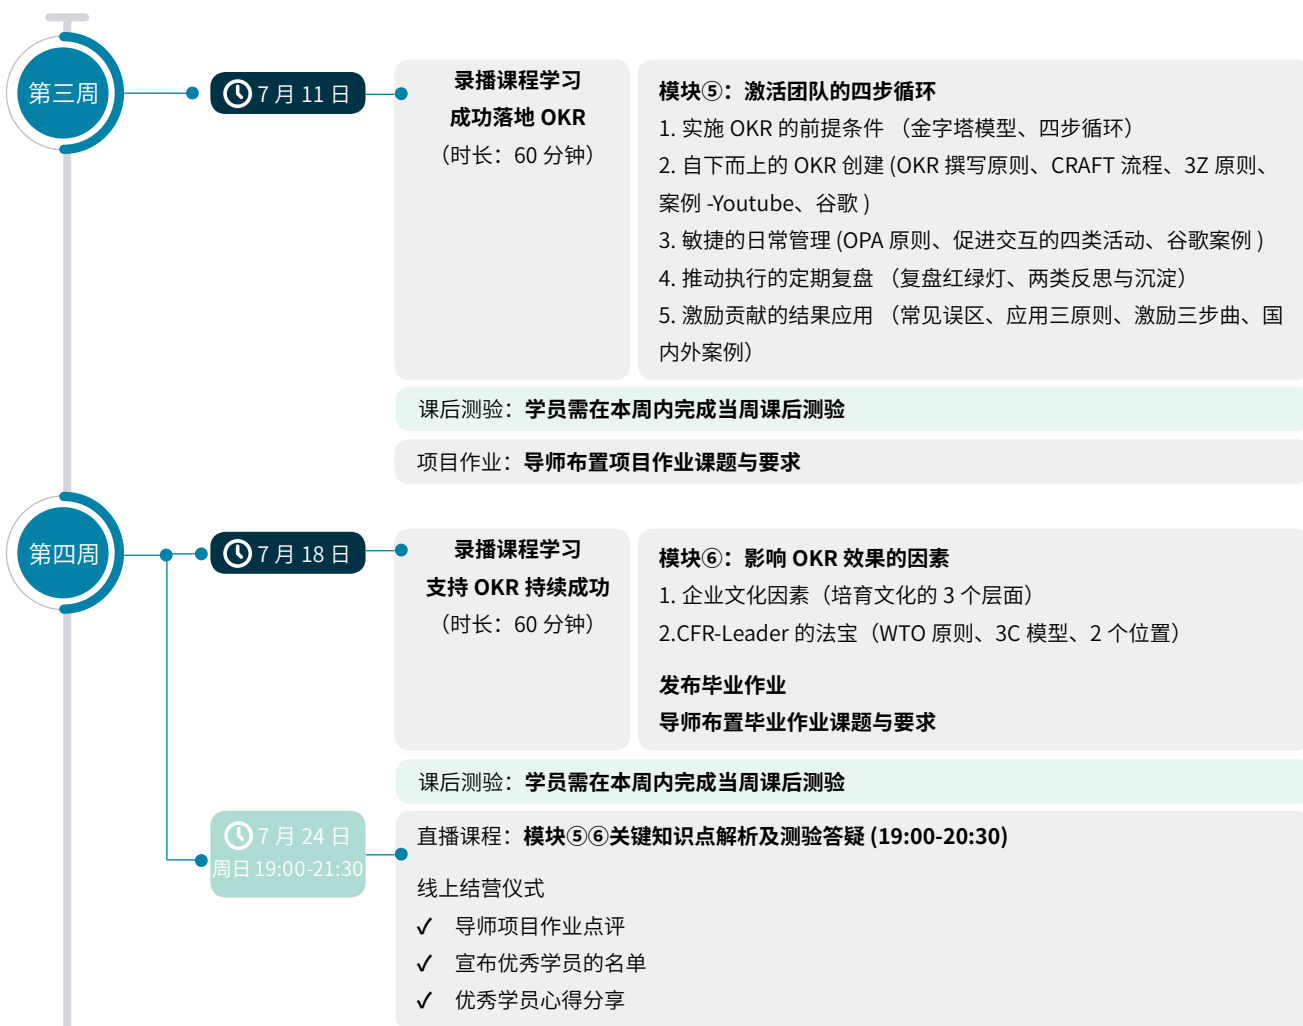 第三周
7 月 11 日
录播课程学习
成功落地 OKR
（时长：60 分钟）
模块⑤：激活团队的四步循环
1. 实施 OKR 的前提条件 （金字塔模型、四步循环）
2. 自下而上的 OKR 创建 (OKR 撰写原则、CRAFT 流程、3Z 原则、
案例 -Youtube、谷歌 )
3. 敏捷的日常管理 (OPA 原则、促进交互的四类活动、谷歌案例 )
4. 推动执行的定期复盘 （复盘红绿灯、两类反思与沉淀）
5. 激励贡献的结果应用 （常见误区、应用三原则、激励三步曲、国
内外案例）
课后测验：学员需在本周内完成当周课后测验
项目作业：导师布置项目作业课题与要求
第四周
7 月 18 日
录播课程学习
支持 OKR 持续成功
（时长：60 分钟）
模块⑥：影响 OKR 效果的因素
1. 企业文化因素（培育文化的 3 个层面）
2.CFR-Leader 的法宝（WTO 原则、3C 模型、2 个位置）
发布毕业作业
导师布置毕业作业课题与要求
课后测验：学员需在本周内完成当周课后测验
7 月 24 日
周日 19:00-21:30
直播课程：模块⑤⑥关键知识点解析及测验答疑 (19:00-20:30)
线上结营仪式
✓ 导师项目作业点评
✓ 宣布优秀学员的名单
✓ 优秀学员心得分享